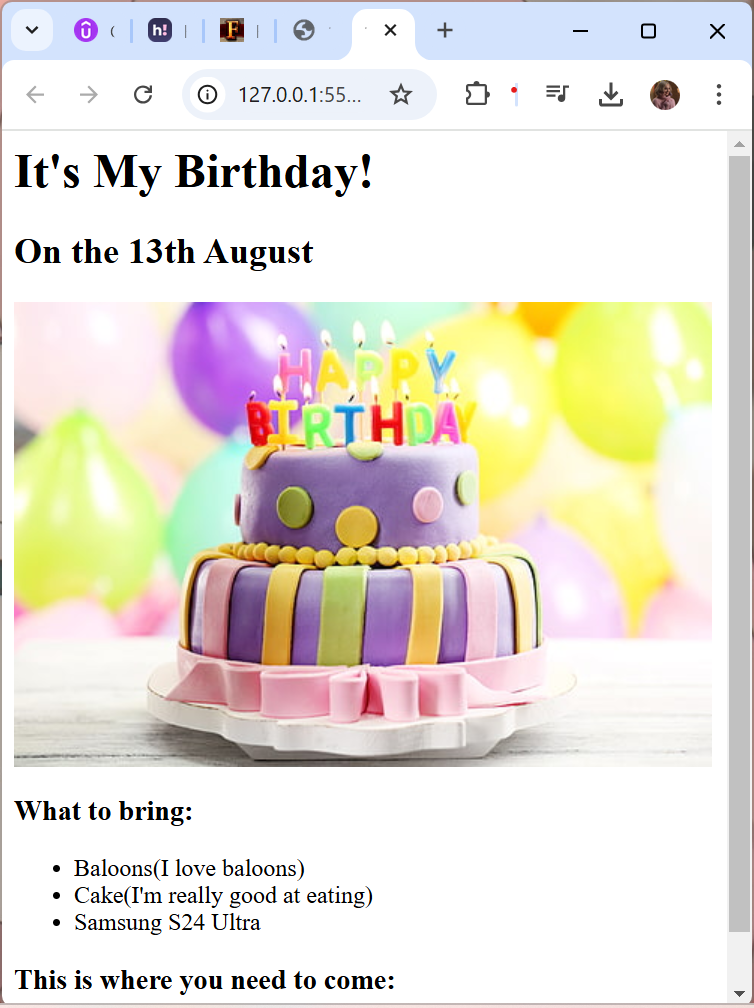 h!
F
127.0.0.1:55...
It's My Birthday!
On the 13th August
HAPPY
BIRTHDAY
What to bring:
Baloons(I love baloons)
Cake(I'm really good at eating)
Samsung S24 Ultra
This is where you need to come: